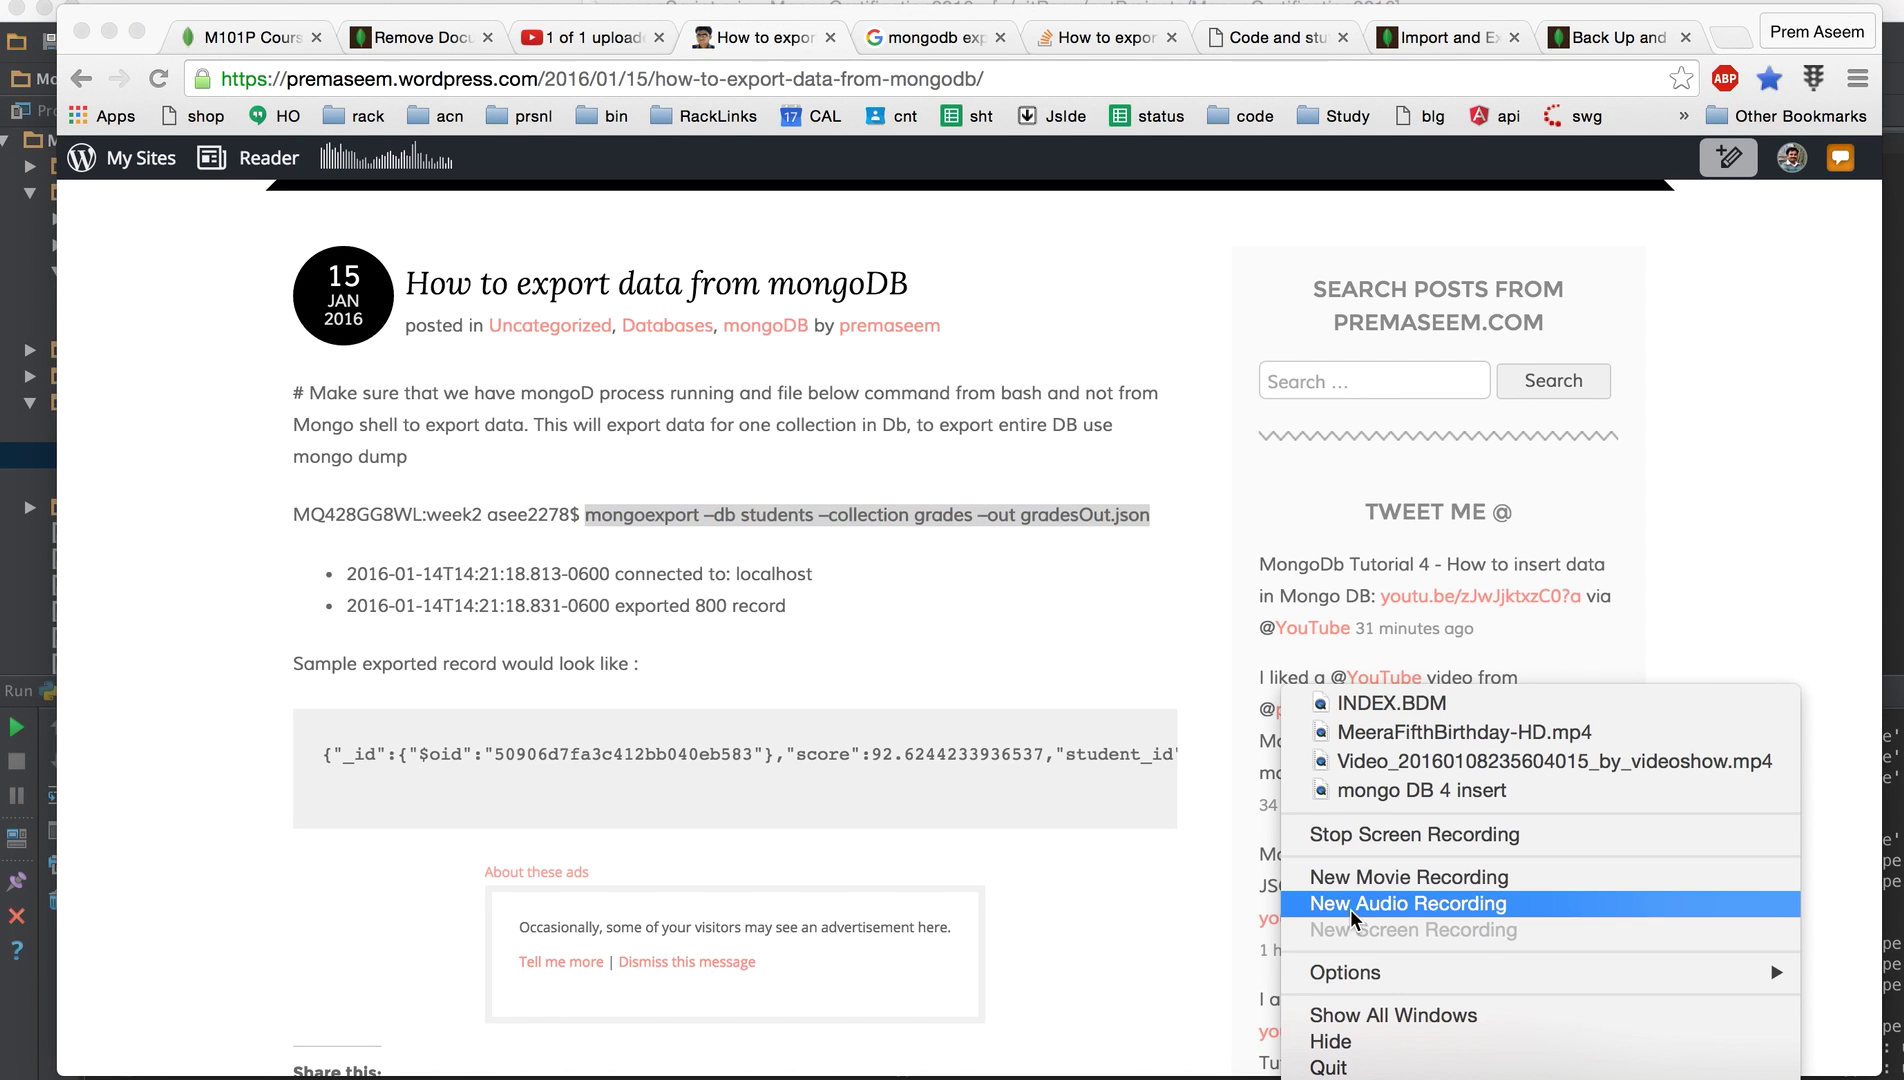 M101P Cours
Remove Docu
1 of 1 upload
How to expor
mongodb exp
How to expor
Code and stu
Import and Ex
Back Up and
Prem Aseem
https://premaseem.wordpress.com/2016/01/15/how-to-export-data-from-mongodb/
ABP
Apps shop HO rack acn prsnl bin RackLinks 17 CAL cnt sht Jslde status code Study blg api swg » Other Bookmarks
My Sites Reader
15
JAN
2016
How to export data from mongoDB
posted in Uncategorized, Databases, mongoDB by premaseem
# Make sure that we have mongoD process running and file below command from bash and not from
Mongo shell to export data. This will export data for one collection in Db, to export entire DB use
mongo dump
MQ428GG8WL:week2 asee2278$ mongoexport –db students –collection grades –out gradesOut.json
• 2016-01-14T14:21:18.813-0600 connected to: localhost
• 2016-01-14T14:21:18.831-0600 exported 800 record
Sample exported record would look like :
{"_id":{"$oid":"50906d7fa3c412bb040eb583"},"score":92.6244233936537,"student_id"
About these ads
Occasionally, some of your visitors may see an advertisement here.
Tell me more | Dismiss this message
Share this:
SEARCH POSTS FROM
PREMASEEM.COM
Search …
Search
TWEET ME @
MongoDb Tutorial 4 - How to insert data
in Mongo DB: youtu.be/zJwJjktxzC0?a via
@YouTube 31 minutes ago
I liked a @YouTube video from
INDEX.BDM
MeeraFifthBirthday-HD.mp4
Video_20160108235604015_by_videoshow.mp4
mongo DB 4 insert
Stop Screen Recording
New Movie Recording
New Audio Recording
New Screen Recording
Options
Show All Windows
Hide
Quit
Run